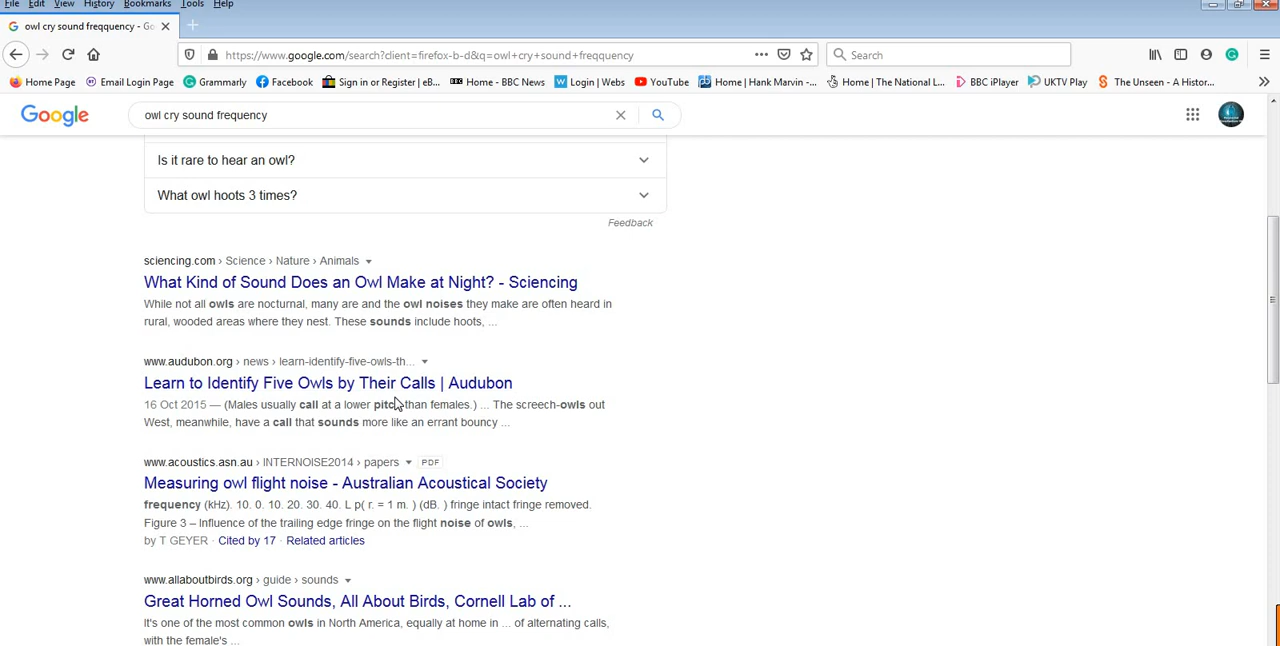 File Edit View History Bookmarks Tools Help
owl cry sound freqquency - Go
https://www.google.com/search?client=firefox-b-d&q=owl+cry+sound+freqquency Search
Home Page Email Login Page Grammarly Facebook Sign in or Register | eB... Home - BBC News Login | Webs YouTube Home | Hank Marvin -... Home | The National L... BBC iPlayer UKTV Play The Unseen - A Histor...
Google owl cry sound frequency
Is it rare to hear an owl?
What owl hoots 3 times?
Feedback
sciencing.com › Science › Nature › Animals
What Kind of Sound Does an Owl Make at Night? - Sciencing
While not all owls are nocturnal, many are and the owl noises they make are often heard in
rural, wooded areas where they nest. These sounds include hoots, ...
www.audubon.org › news › learn-identify-five-owls-th...
Learn to Identify Five Owls by Their Calls | Audubon
16 Oct 2015 — (Males usually call at a lower pitch than females.) ... The screech-owls out
West, meanwhile, have a call that sounds more like an errant bouncy ...
www.acoustics.asn.au › INTERNOISE2014 › papers PDF
Measuring owl flight noise - Australian Acoustical Society
frequency (kHz). 10. 0. 10. 20. 30. 40. L p( r. = 1 m. ) (dB. ) fringe intact fringe removed.
Figure 3 – Influence of the trailing edge fringe on the flight noise of owls, ...
by T GEYER · Cited by 17 · Related articles
www.allaboutbirds.org › guide › sounds
Great Horned Owl Sounds, All About Birds, Cornell Lab of ...
It's one of the most common owls in North America, equally at home in ... of alternating calls,
with the female's ...